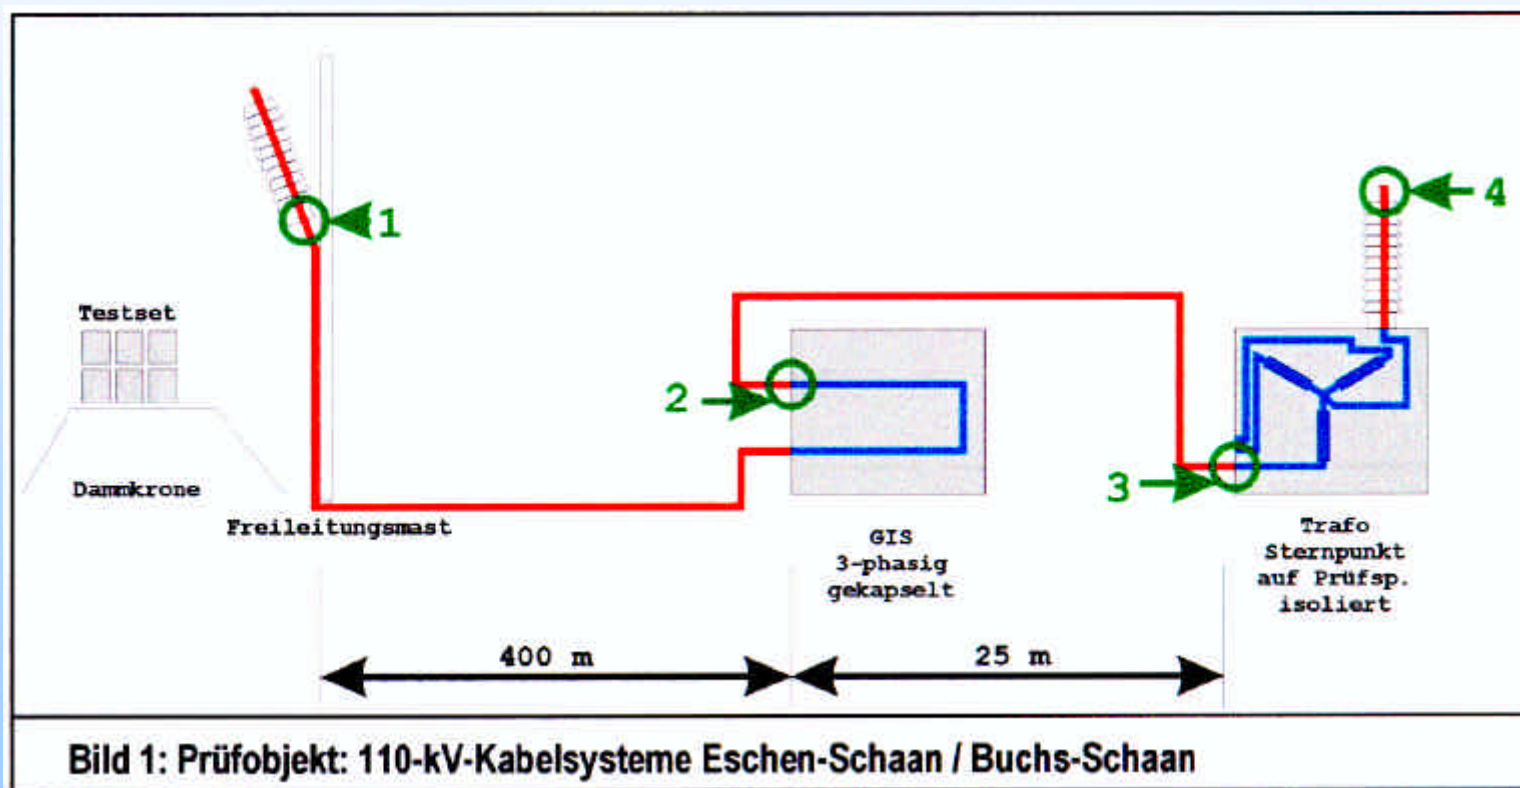 1
4
Testset
2
3
Dammkrone
Freileitungsmast
GIS
3-phasig
gekapselt
Trafo
Sternpunkt
auf Prüfsp.
isoliert
400 m
25 m
Bild 1: Prüfobjekt: 110-kV-Kabelsysteme Eschen-Schaan / Buchs-Schaan